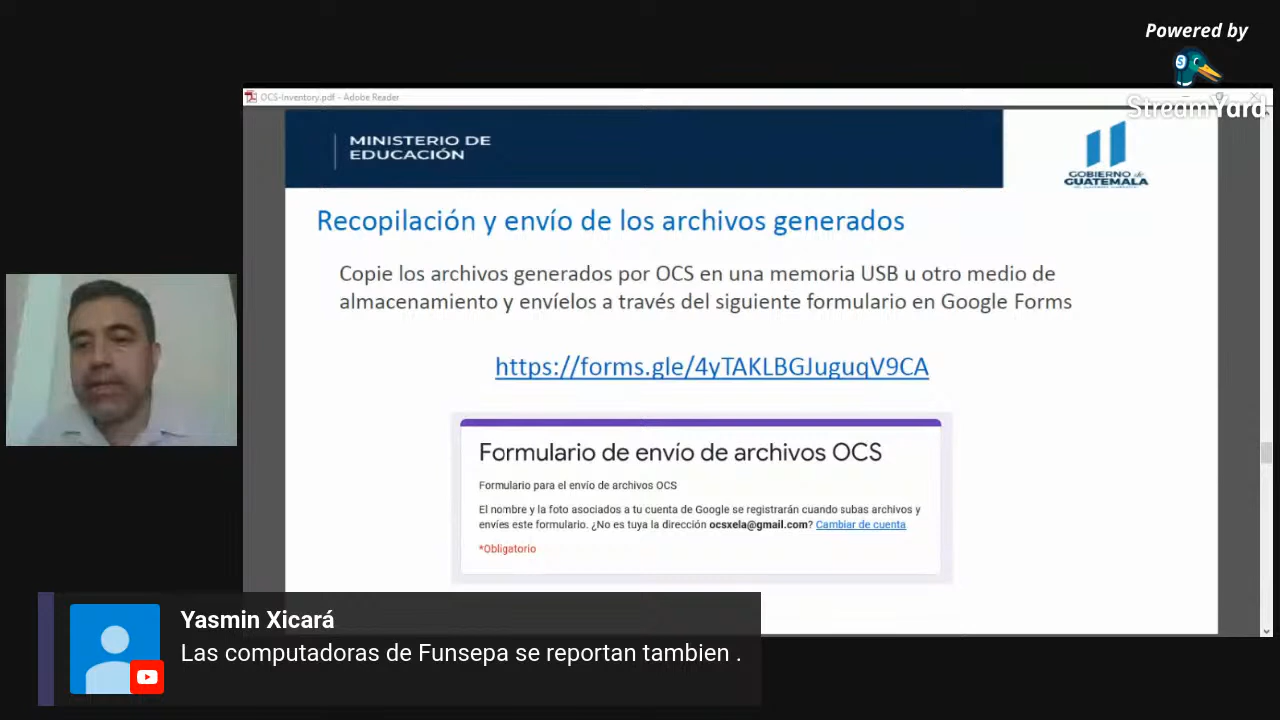 Powered by
StreamYard
OCS-Inventory.pdf - Adobe Reader
MINISTERIO DE
EDUCACIÓN
GOBIERNO de
GUATEMALA
Recopilación y envío de los archivos generados
Copie los archivos generados por OCS en una memoria USB u otro medio de
almacenamiento y envíelos a través del siguiente formulario en Google Forms
https://forms.gle/4yTAKLBGJuguqV9CA
Formulario de envío de archivos OCS
Formulario para el envío de archivos OCS
El nombre y la foto asociados a tu cuenta de Google se registrarán cuando subas archivos y
envíes este formulario. ¿No es tuya la dirección ocsxela@gmail.com? Cambiar de cuenta
*Obligatorio
Yasmin Xicará
Las computadoras de Funsepa se reportan tambien .